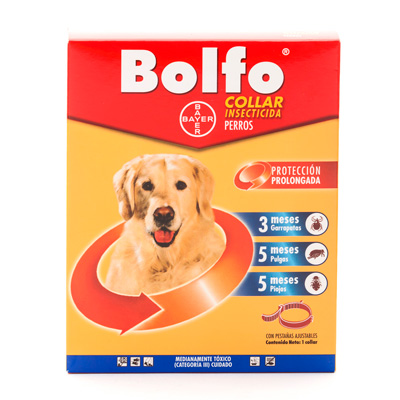 Bolfo®
BAYER
BAYER
COLLAR
INSECTICIDA
PERROS
PROTECCIÓN
PROLONGADA
3 meses
Garrapatas
5 meses
Pulgas
5 meses
Piojos
CON PESTAÑAS AJUSTABLES
Contenido Neto: 1 collar
MEDIANAMENTE TÓXICO
(CATEGORÍA III) CUIDADO